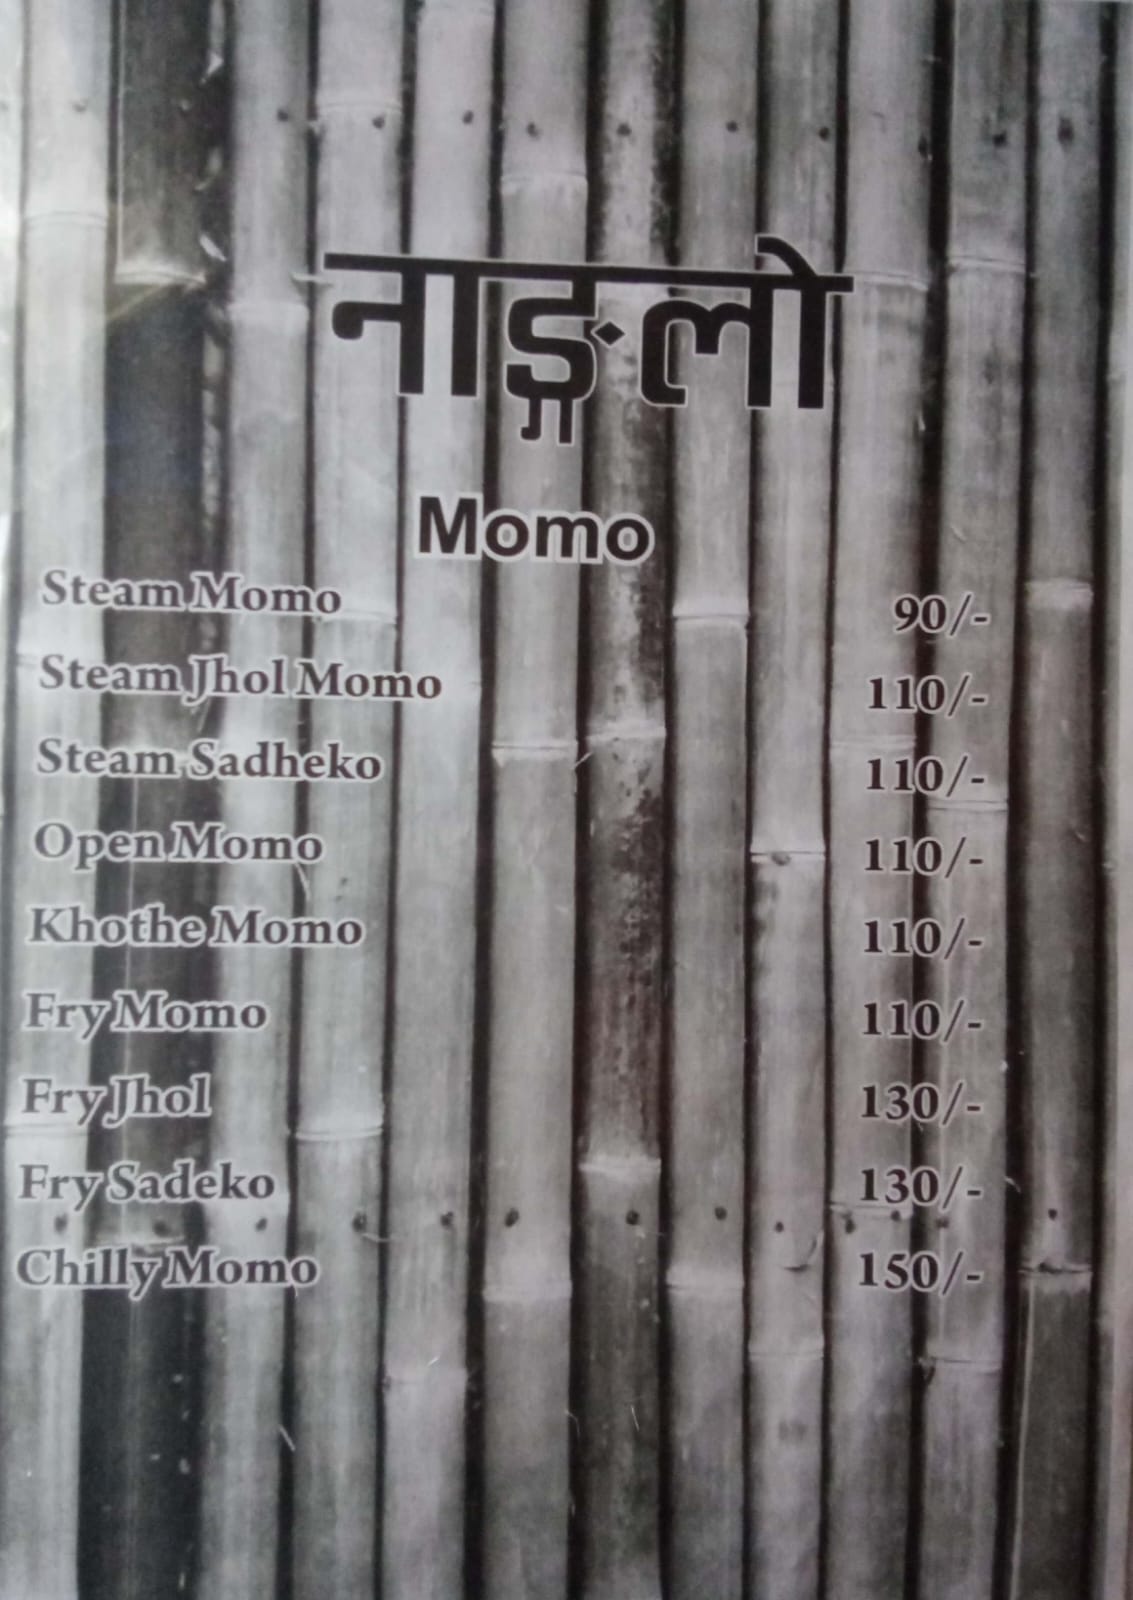 नाङ्लो
Momo
Steam Momo 90/-
Steam Jhol Momo 110/-
Steam Sadheko 110/-
Open Momo 110/-
Khothe Momo 110/-
Fry Momo 110/-
Fry Jhol 130/-
Fry Sadeko 130/-
Chilly Momo 150/-